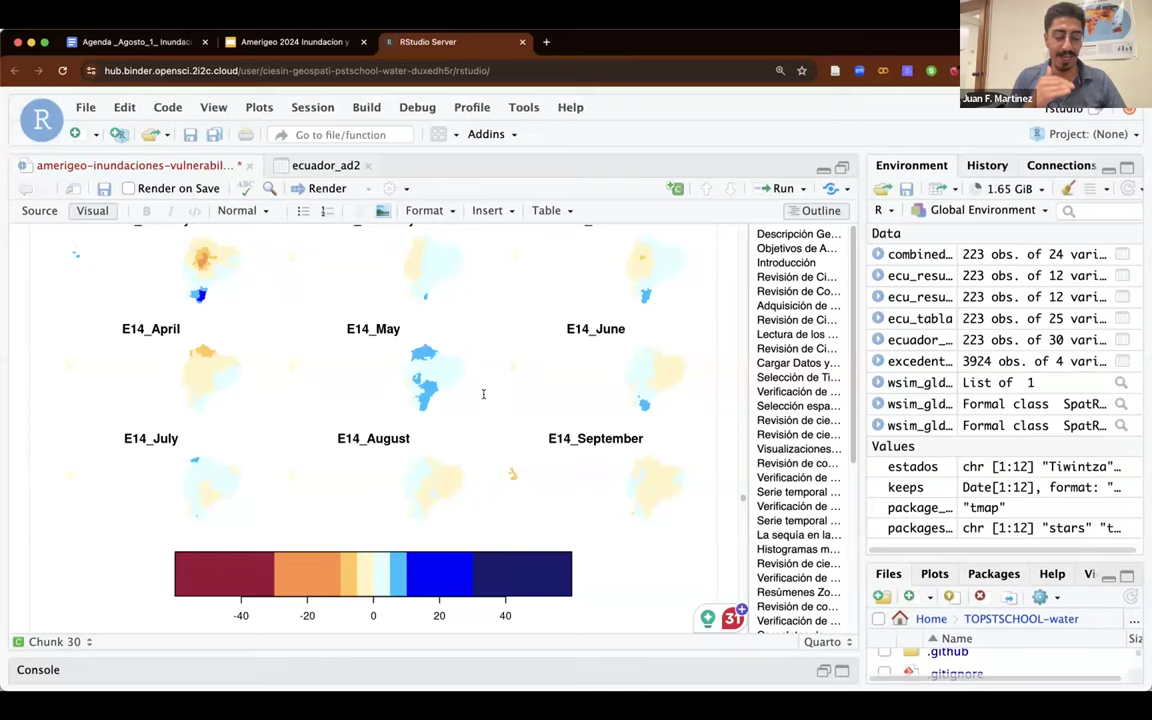 Agenda _Agosto_1_ Inundaci
Amerigeo 2024 Inundacion y
RStudio Server
hub.binder.opensci.2i2c.cloud/user/ciesin-geospati-pstschool-water-duxedh5r/rstudio/
Juan F. Martinez
R
File Edit Code View Plots Session Build Debug Profile Tools Help
rstudio
Go to file/function
Addins
Project: (None)
amerigeo-inundaciones-vulnerabil... *
ecuador_ad2
Render on Save
ABC
Render
Run
Source Visual
B I
Normal
Format
Insert
Table
Outline
E14_April
E14_May
E14_June
E14_July
E14_August
E14_September
-40 -20 0 20 40
31
Chunk 30
Quarto
Console
Descripción Ge...
Objetivos de A...
Introducción
Revisión de Ci...
Revisión de Co...
Adquisición de
Revisión de Ci...
Lectura de los ...
Revisión de Ci...
Cargar Datos y...
Selección de Ti...
Verificación de ...
Selección espa...
Revisión de cie...
Revisión de cie...
Visualizaciones...
Revisión de co...
Verificación de ...
Serie temporal ...
Verificación de ...
Serie temporal ...
La sequía en la...
Histogramas m...
Revisión de cie...
Verificación de ...
Resúmenes Zo...
Revisión de co...
Verificación de ...
Environment History Connections
1.65 GiB
R
Global Environment
Data
combined... 223 obs. of 24 vari...
ecu_resu... 223 obs. of 12 vari...
ecu_resu... 223 obs. of 12 vari...
ecu_tabla 223 obs. of 25 vari...
ecuador_... 223 obs. of 30 vari...
excedent... 3924 obs. of 4 vari...
wsim_gld... List of 1
wsim_gld... Formal class SpatR...
wsim_gld... Formal class SpatR...
Values
estados chr [1:12] "Tiwintza"...
keeps Date[1:12], format: "...
package_... "tmap"
packages chr [1:12] "stars" "t...
Files Plots Packages Help Vi
Home TOPSTSCHOOL-water ...
Name Siz
.github
.gitignore